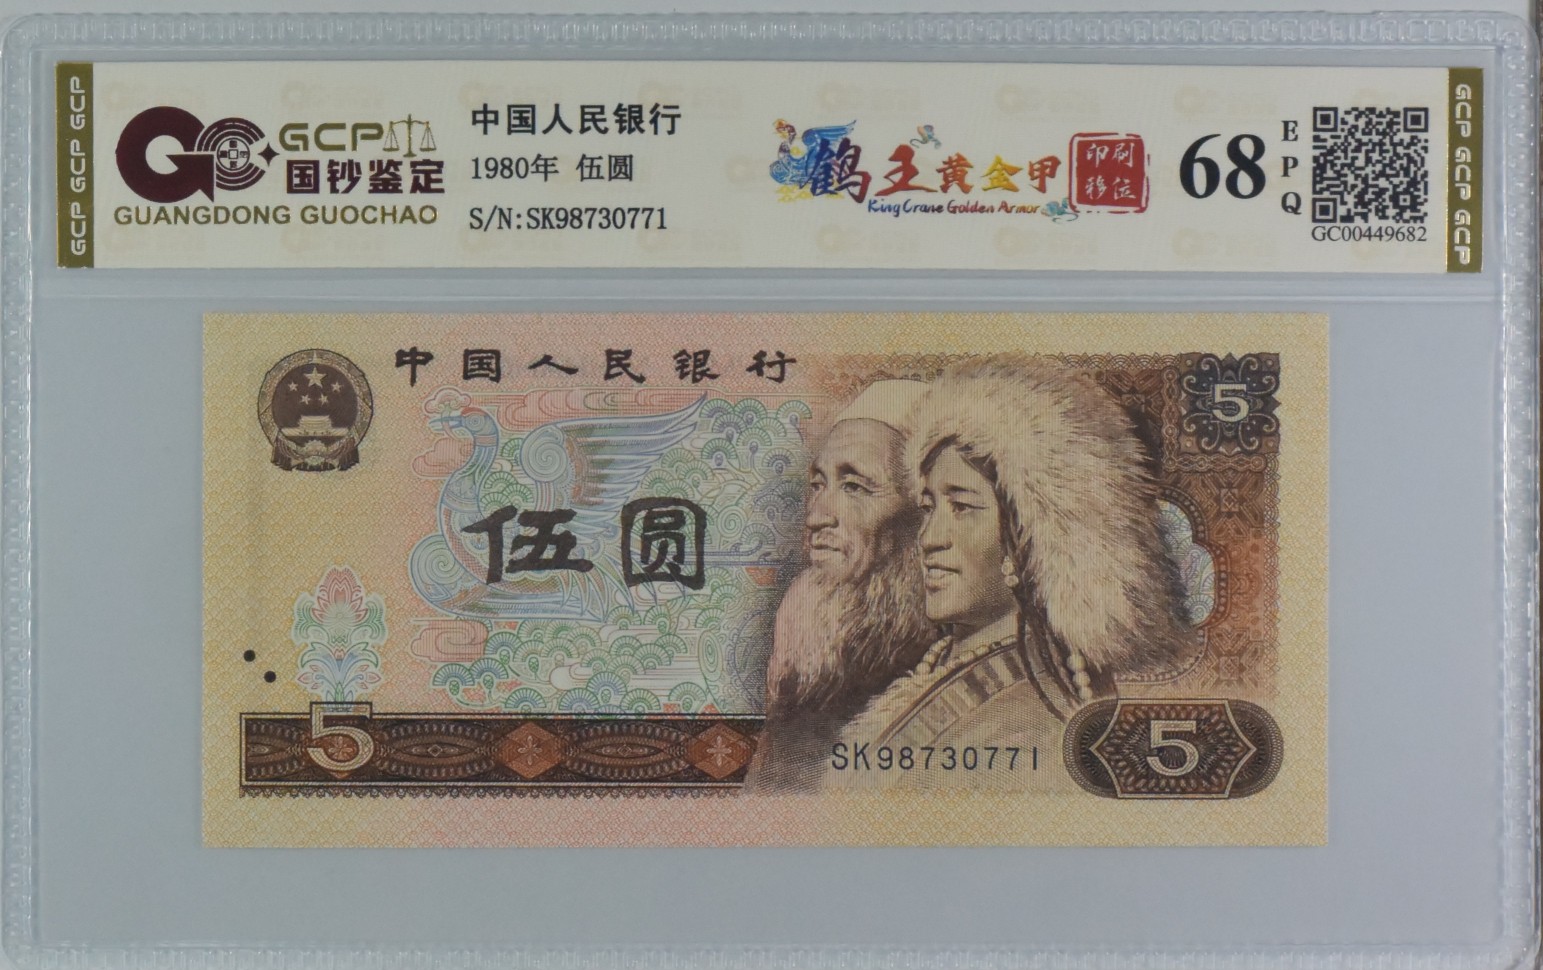 GCP GCP GCP
GCP
国钞鉴定
GUANGDONG GUOCHAO
中国人民银行
1980年 伍圆
S/N:SK98730771
鹤王黄金甲
King Crane Golden Armor
印刷
移位
68
EPQ
GC00449682
GCP GCP GCP
中国人民银行
5
伍圆
5
SK98730771
5